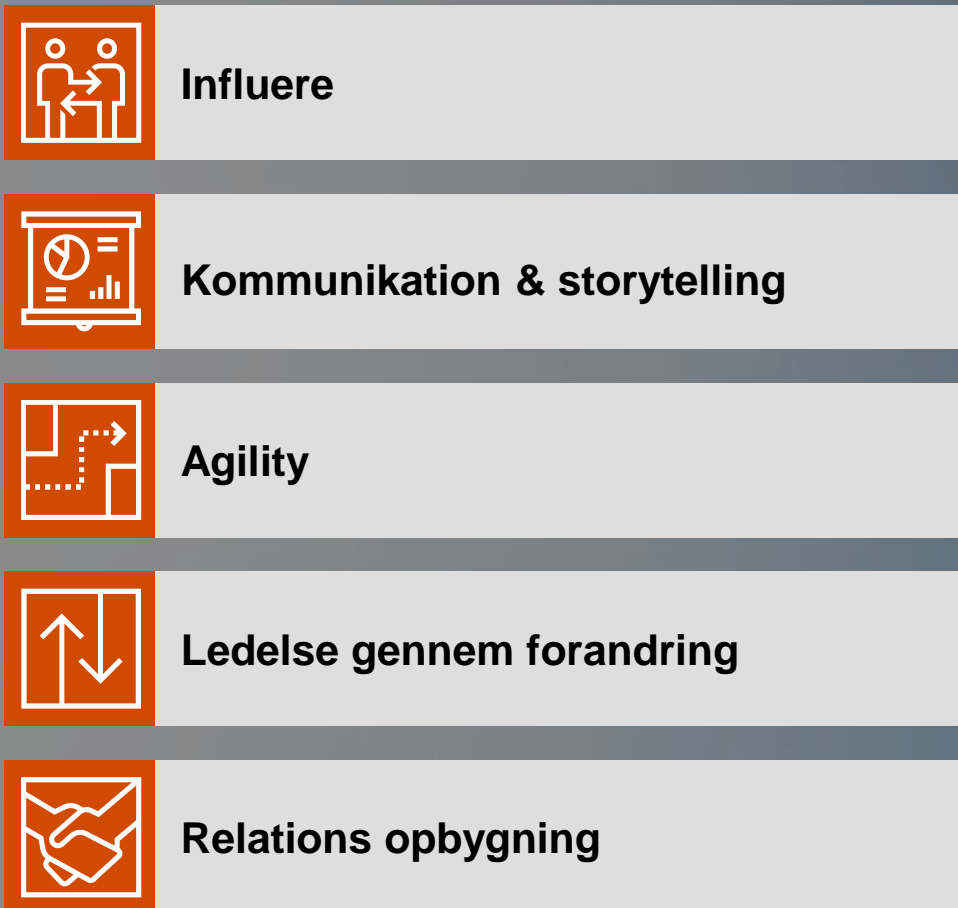 Influere
Kommunikation & storytelling
Agility
Ledelse gennem forandring
Relations opbygning